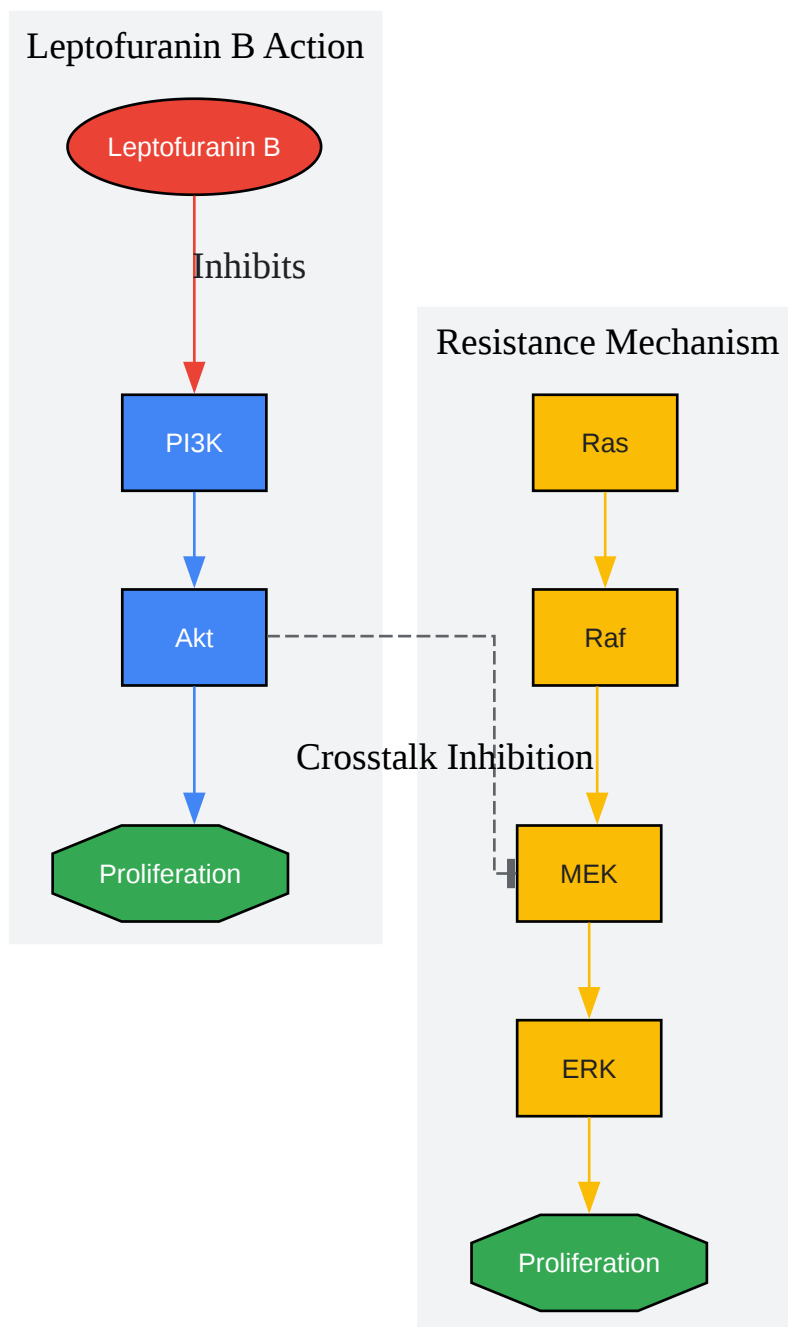 Leptofuranin B Action
Leptofuranin B
Inhibits
PI3K
Akt
Proliferation
Resistance Mechanism
Ras
Raf
Crosstalk Inhibition
MEK
ERK
Proliferation